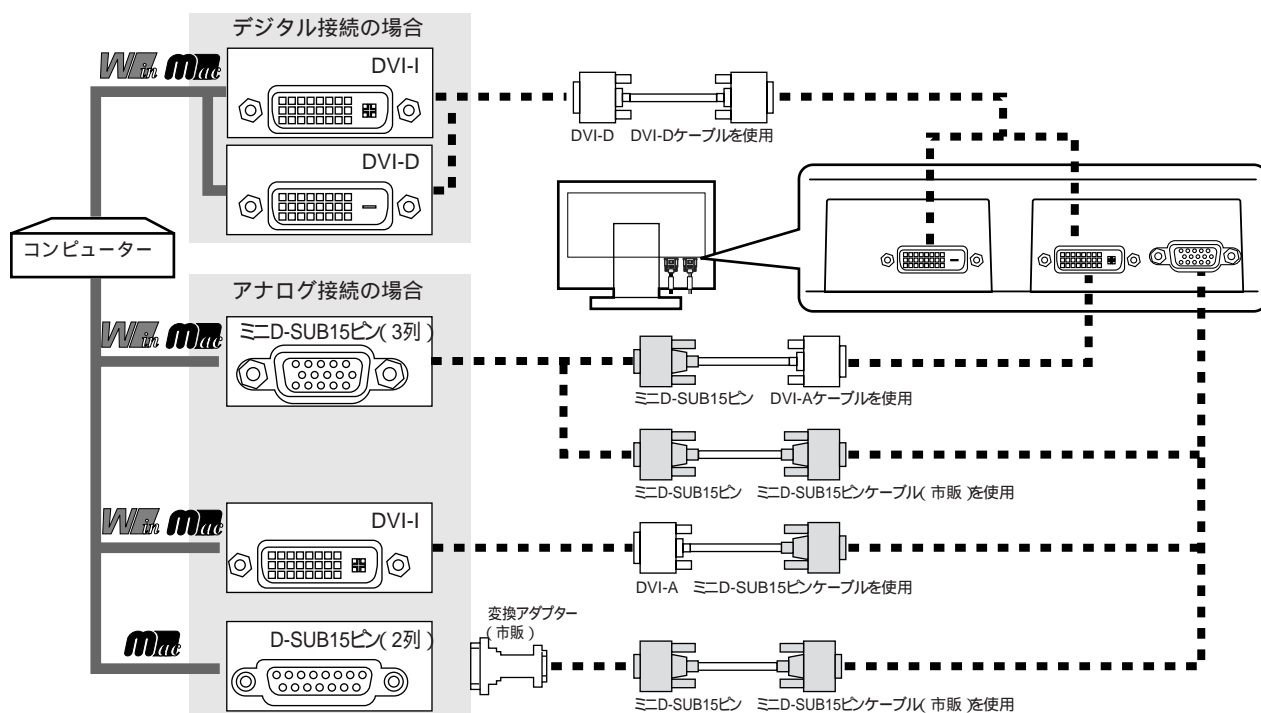 デジタル接続の場合
Win Mac
DVI-I
DVI-D
DVI-D DVI-Dケーブルを使用
コンピューター
アナログ接続の場合
Win Mac
ミニD-SUB15ピン(3列)
ミニD-SUB15ピン DVI-Aケーブルを使用
ミニD-SUB15ピン ミニD-SUB15ピンケーブル(市販)を使用
Win Mac
DVI-I
DVI-A ミニD-SUB15ピンケーブルを使用
Mac
D-SUB15ピン(2列)
変換アダプター
(市販)
ミニD-SUB15ピン ミニD-SUB15ピンケーブル(市販)を使用